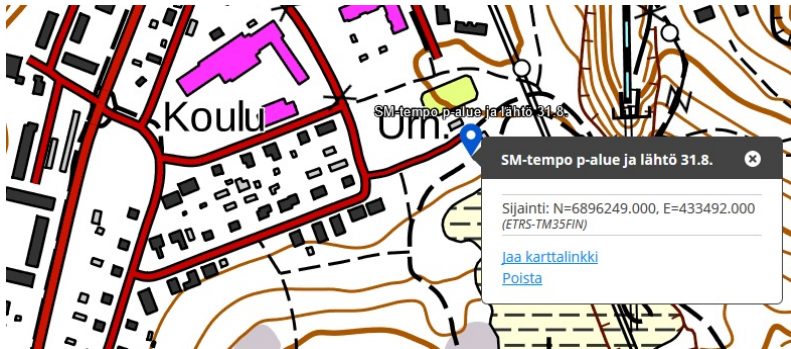 Koulu
SM-tempo p-alue ja lähtö 31.8.
Urh.
SM-tempo p-alue ja lähtö 31.8.
Sijainti: N=6896249.000, E=433492.000
(ETRS-TM35FIN)
Jaa karttalinkki
Poista